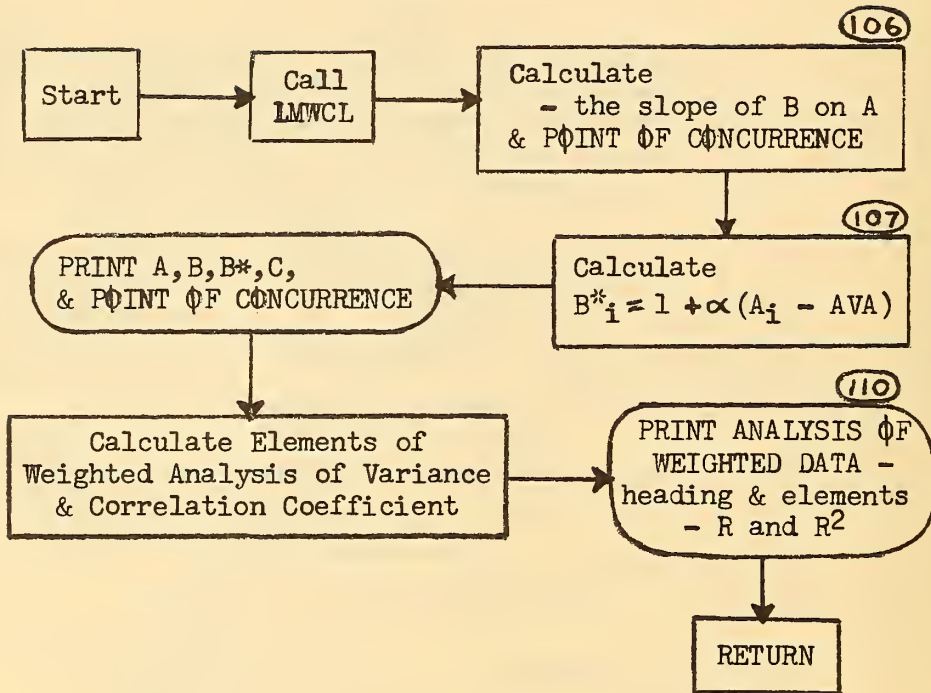 Start
Call
LMWCL
106
Calculate
- the slope of B on A
& PϕINT ϕF CϕNCURRENCE
107
Calculate
B*i = 1 + α (Ai - AVA)
PRINT A, B, B*, C,
& PϕINT ϕF CϕNCURRENCE
Calculate Elements of
Weighted Analysis of Variance
& Correlation Coefficient
110
PRINT ANALYSIS ϕF
WEIGHTED DATA -
heading & elements
- R and R²
RETURN